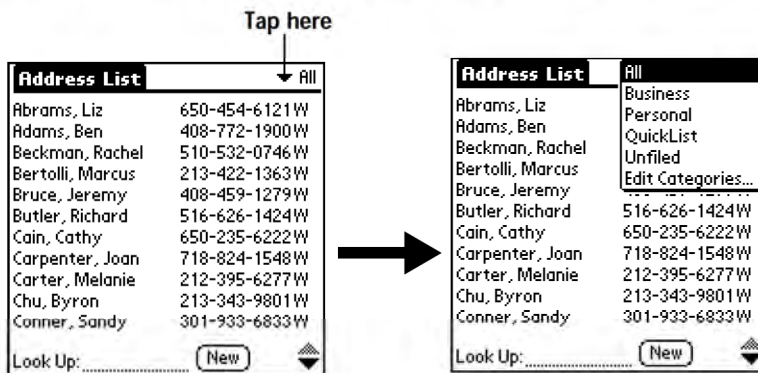 Tap here
Address List All
Abrams, Liz 650-454-6121W
Adams, Ben 408-772-1900W
Beckman, Rachel 510-532-0746W
Bertolli, Marcus 213-422-1363W
Bruce, Jeremy 408-459-1279W
Butler, Richard 516-626-1424W
Cain, Cathy 650-235-6222W
Carpenter, Joan 718-824-1548W
Carter, Melanie 212-395-6277W
Chu, Byron 213-343-9801W
Conner, Sandy 301-933-6833W
Look Up: New
Address List
All
Business
Personal
QuickList
Unfiled
Edit Categories...
Abrams, Liz
Adams, Ben
Beckman, Rachel
Bertolli, Marcus
Bruce, Jeremy
Butler, Richard 516-626-1424W
Cain, Cathy 650-235-6222W
Carpenter, Joan 718-824-1548W
Carter, Melanie 212-395-6277W
Chu, Byron 213-343-9801W
Conner, Sandy 301-933-6833W
Look Up: New